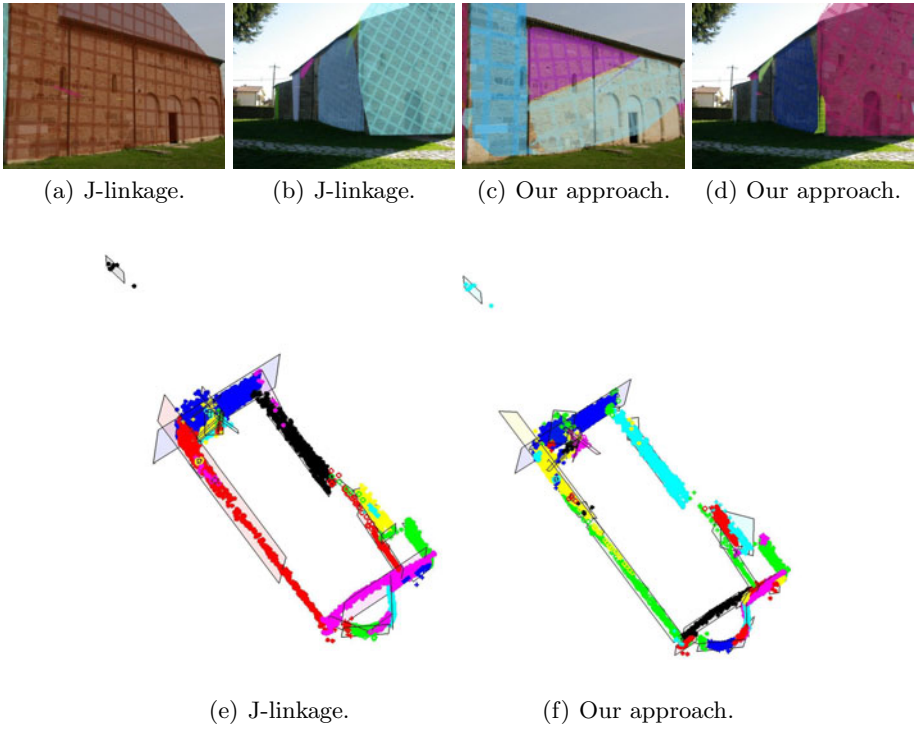 (a) J-linkage.
(b) J-linkage.
(c) Our approach.
(d) Our approach.
(e) J-linkage.
(f) Our approach.